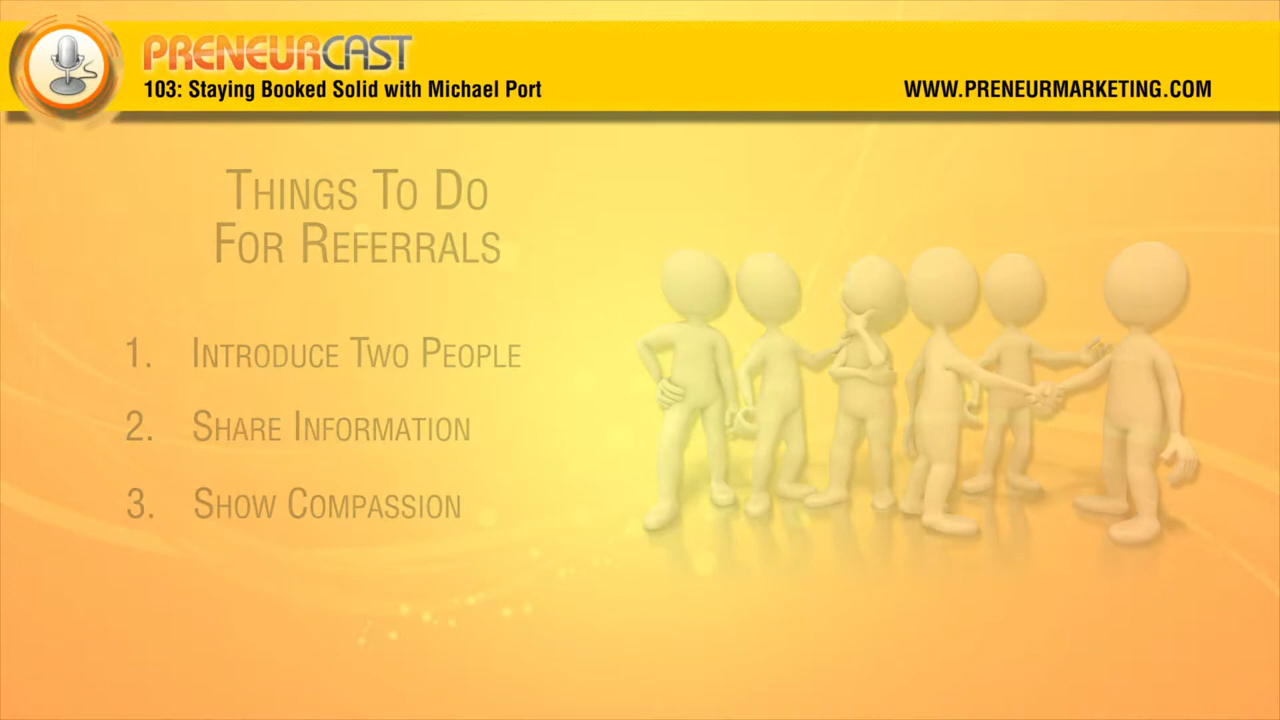 PRENEURCAST
103: Staying Booked Solid with Michael Port
WWW.PRENEURMARKETING.COM
THINGS TO DO
FOR REFERRALS
1. INTRODUCE TWO PEOPLE
2. SHARE INFORMATION
3. SHOW COMPASSION